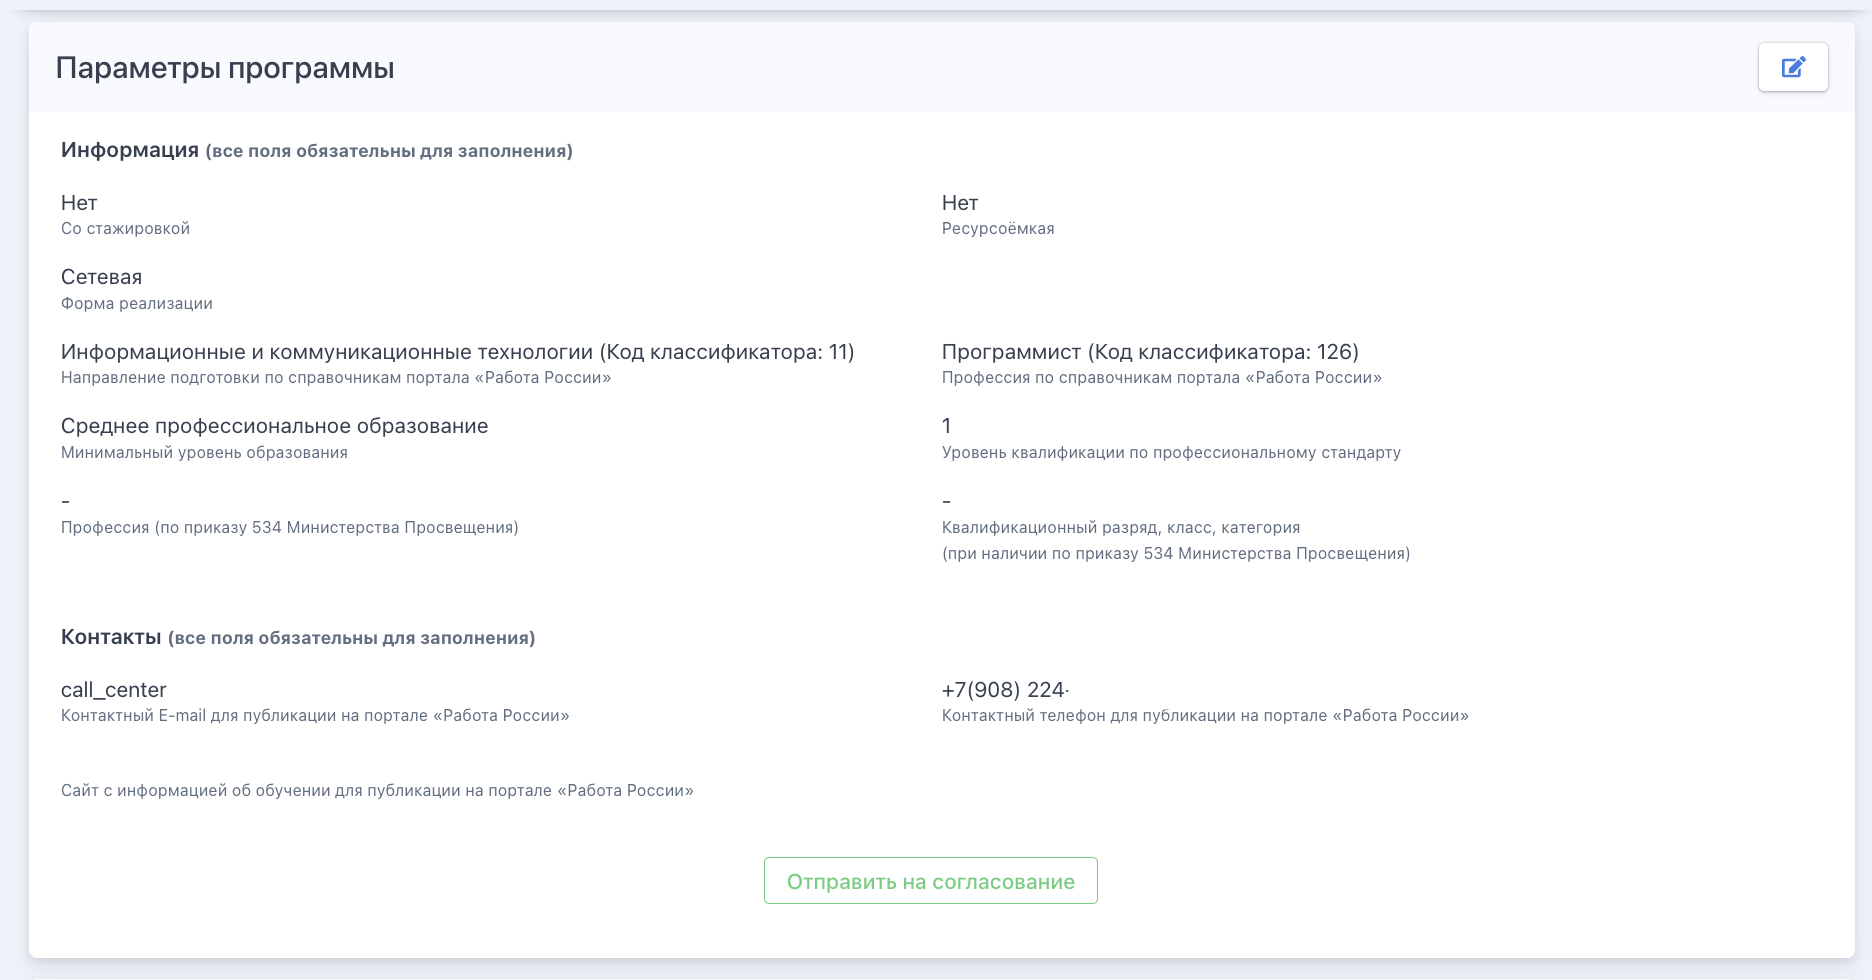 Параметры программы
Информация (все поля обязательны для заполнения)
Нет
Со стажировкой
Нет
Ресурсоёмкая
Сетевая
Форма реализации
Информационные и коммуникационные технологии (Код классификатора: 11)
Направление подготовки по справочникам портала «Работа России»
Программист (Код классификатора: 126)
Профессия по справочникам портала «Работа России»
Среднее профессиональное образование
Минимальный уровень образования
1
Уровень квалификации по профессиональному стандарту
-
Профессия (по приказу 534 Министерства Просвещения)
-
Квалификационный разряд, класс, категория
(при наличии по приказу 534 Министерства Просвещения)
Контакты (все поля обязательны для заполнения)
call_center
Контактный E-mail для публикации на портале «Работа России»
+7(908) 224
Контактный телефон для публикации на портале «Работа России»
Сайт с информацией об обучении для публикации на портале «Работа России»
Отправить на согласование